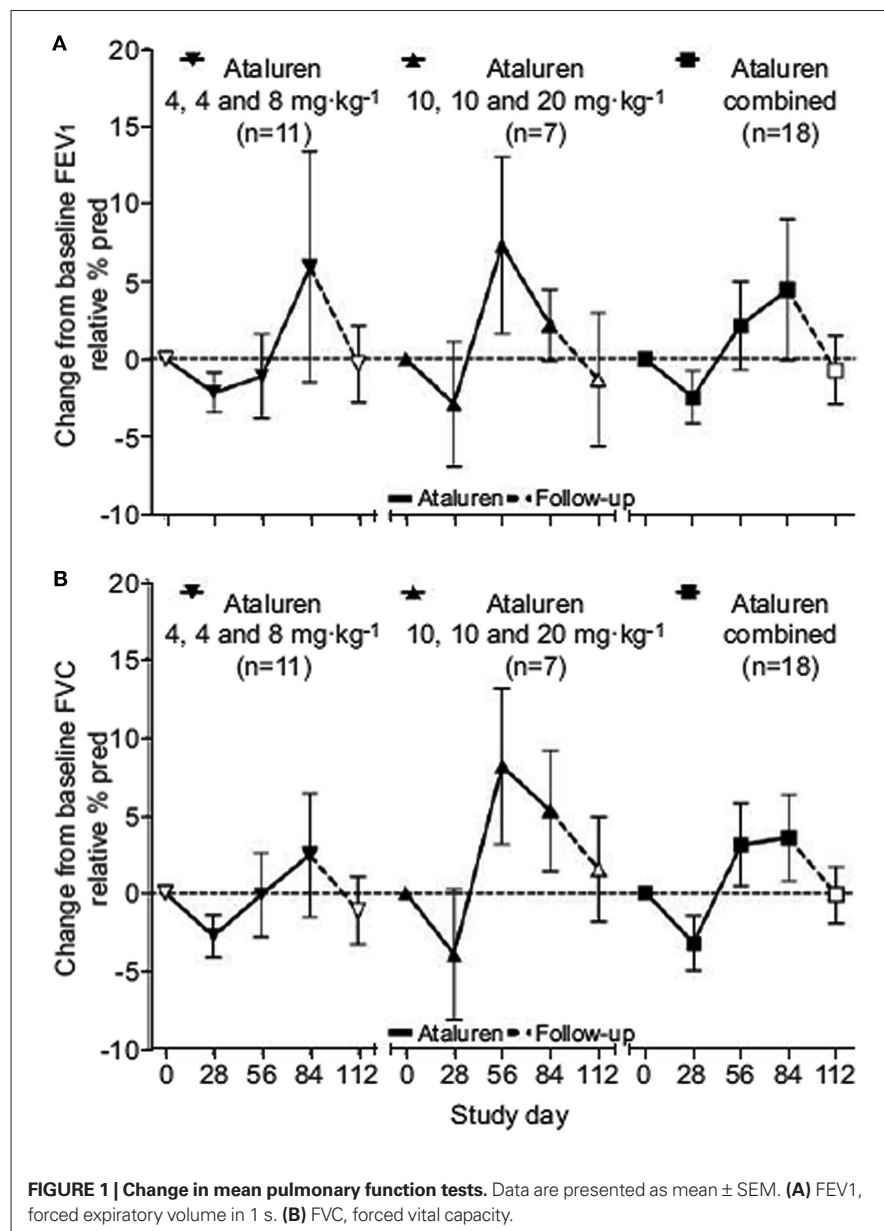 A
20
15
10
5
0
-5
-10
Change from baseline FEV1
relative % pred
Ataluren
4, 4 and 8 mg·kg-1
(n=11)
Ataluren
10, 10 and 20 mg·kg-1
(n=7)
Ataluren
combined
(n=18)
Ataluren Follow-up
B
20
15
10
5
0
-5
-10
Change from baseline FVC
relative % pred
Ataluren
4, 4 and 8 mg·kg-1
(n=11)
Ataluren
10, 10 and 20 mg·kg-1
(n=7)
Ataluren
combined
(n=18)
Ataluren Follow-up
0 28 56 84 112 0 28 56 84 112 0 28 56 84 112
Study day
FIGURE 1 | Change in mean pulmonary function tests. Data are presented as mean ± SEM. (A) FEV1,
forced expiratory volume in 1 s. (B) FVC, forced vital capacity.